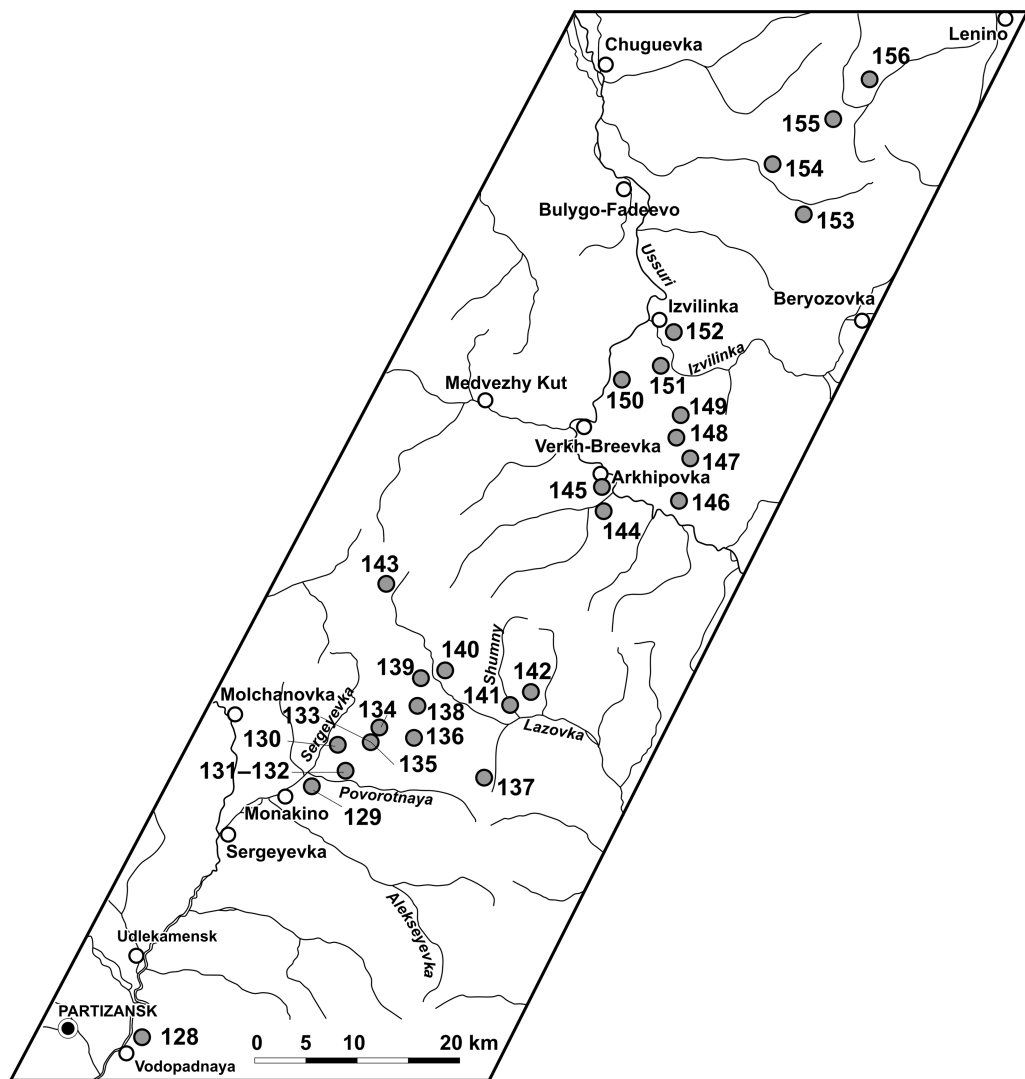 Lenino
Chuguevka
156
155
154
153
Bulygo-Fadeevo
Ussuri
Beryozovka
Izvilinka
152
Izvilinka
151
150
Medvezhy Kut
149
148
Verkh-Breevka
147
Arkhipovka
145
146
144
143
Shumny
140
139
142
141
Molchanovka
133
134
138
Sergeyevka
Lazovka
130
136
135
131–132
137
Povorotnaya
129
Monakino
Sergeyevka
Alekseyevka
Udlekamensk
PARTIZANSK
128
0 5 10 20 km
Vodopadnaya